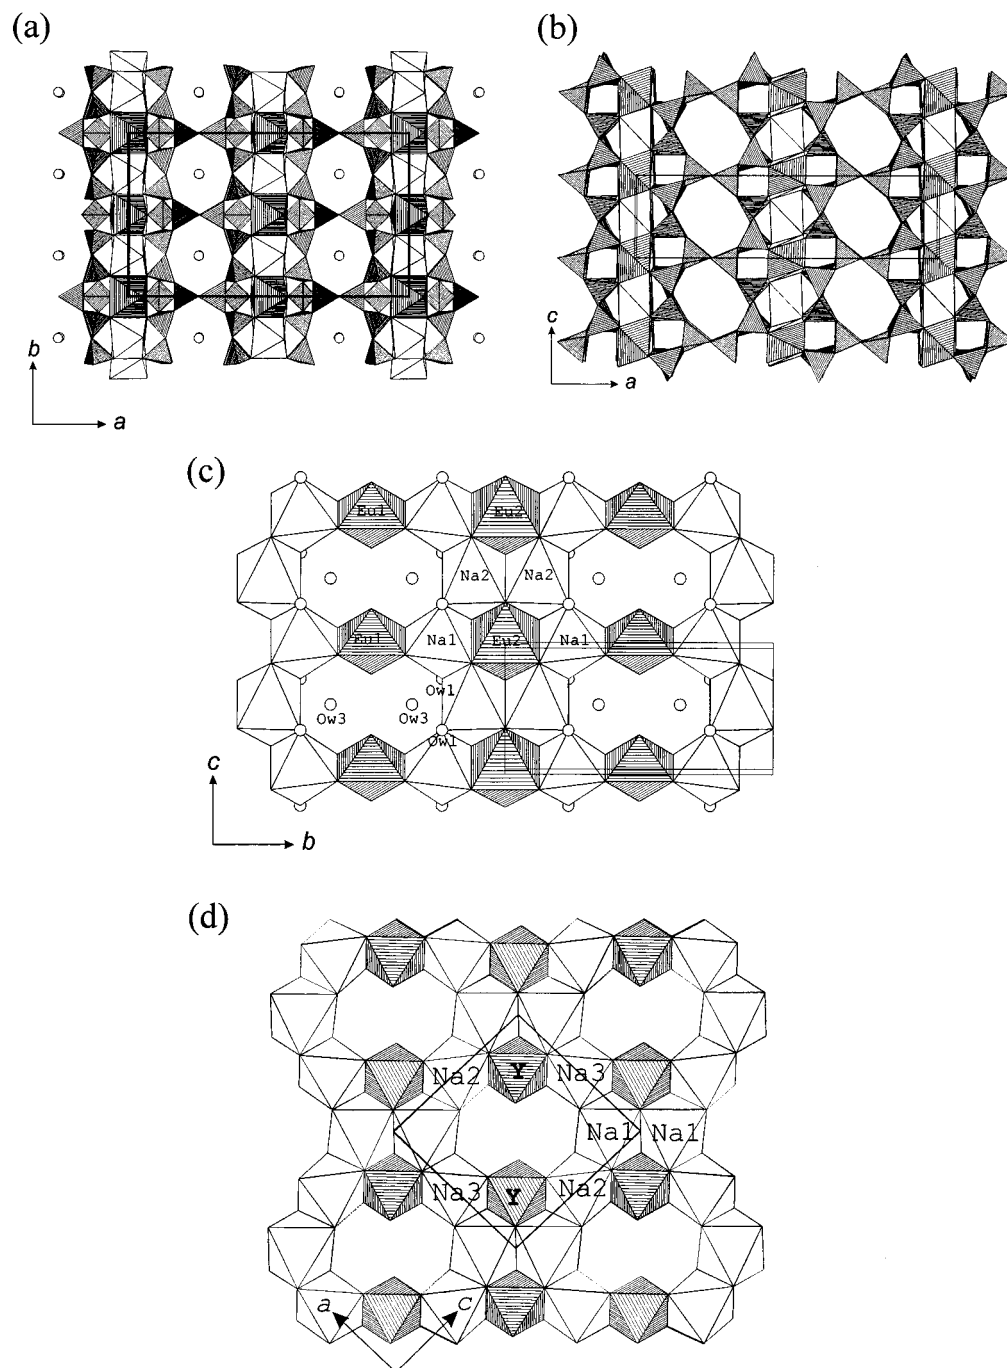 (a)
(b)
b
a
c
a
(c)
Eu1 Eu2
Na2 Na2
Eu1 Na1 Eu2 Na1
Ow1
Ow3 Ow3
Ow1
c
b
(d)
Na2 Y Na3
Na1 Na1
Na3 Y Na2
a c